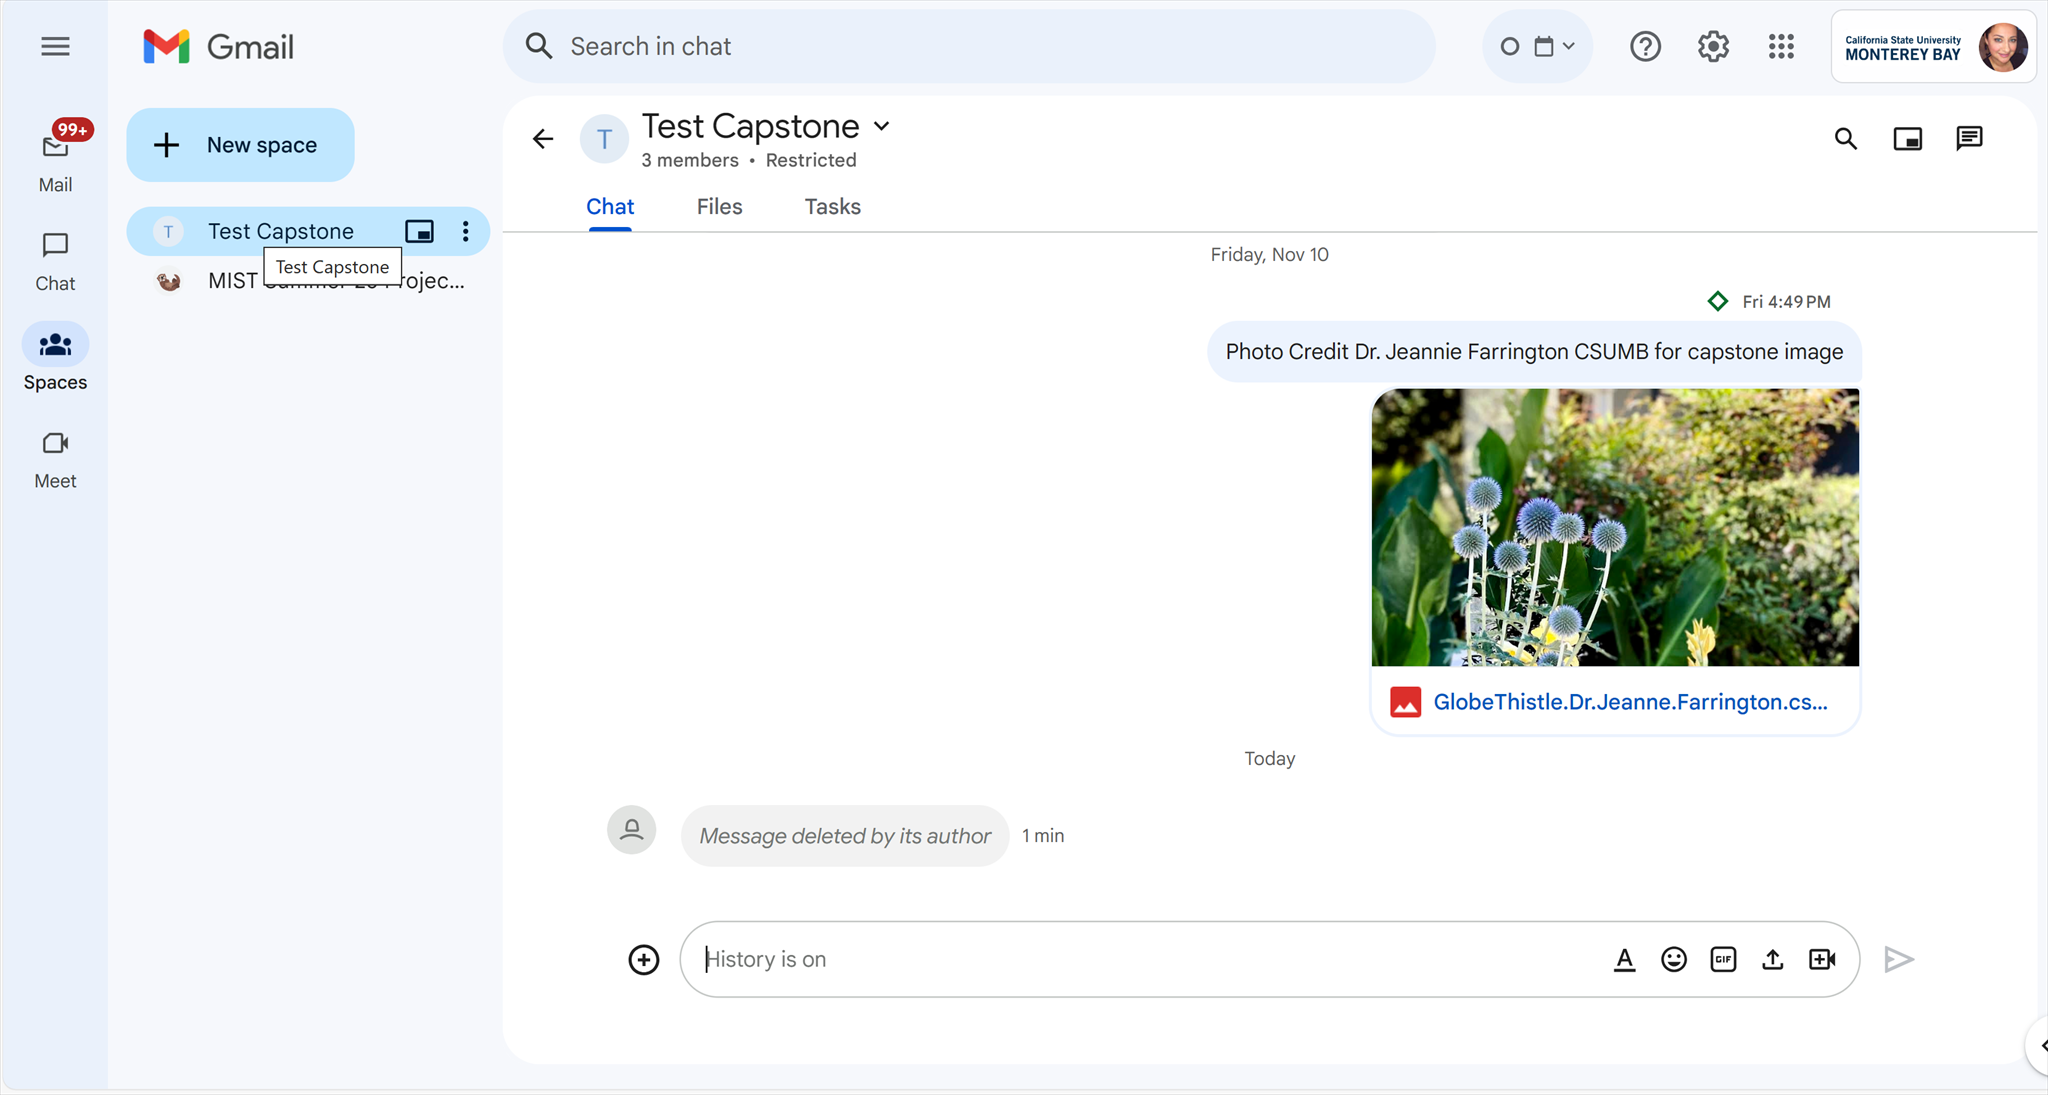 Gmail
Search in chat
California State University
MONTEREY BAY
99+
Mail
Chat
Spaces
Meet
New space
T
Test Capstone
Test Capstone
MIST
rojec...
T
Test Capstone
3 members • Restricted
Chat
Files
Tasks
Friday, Nov 10
Fri 4:49 PM
Photo Credit Dr. Jeannie Farrington CSUMB for capstone image
GlobeThistle.Dr.Jeanne.Farrington.cs...
Today
Message deleted by its author
1 min
History is on
A
GIF